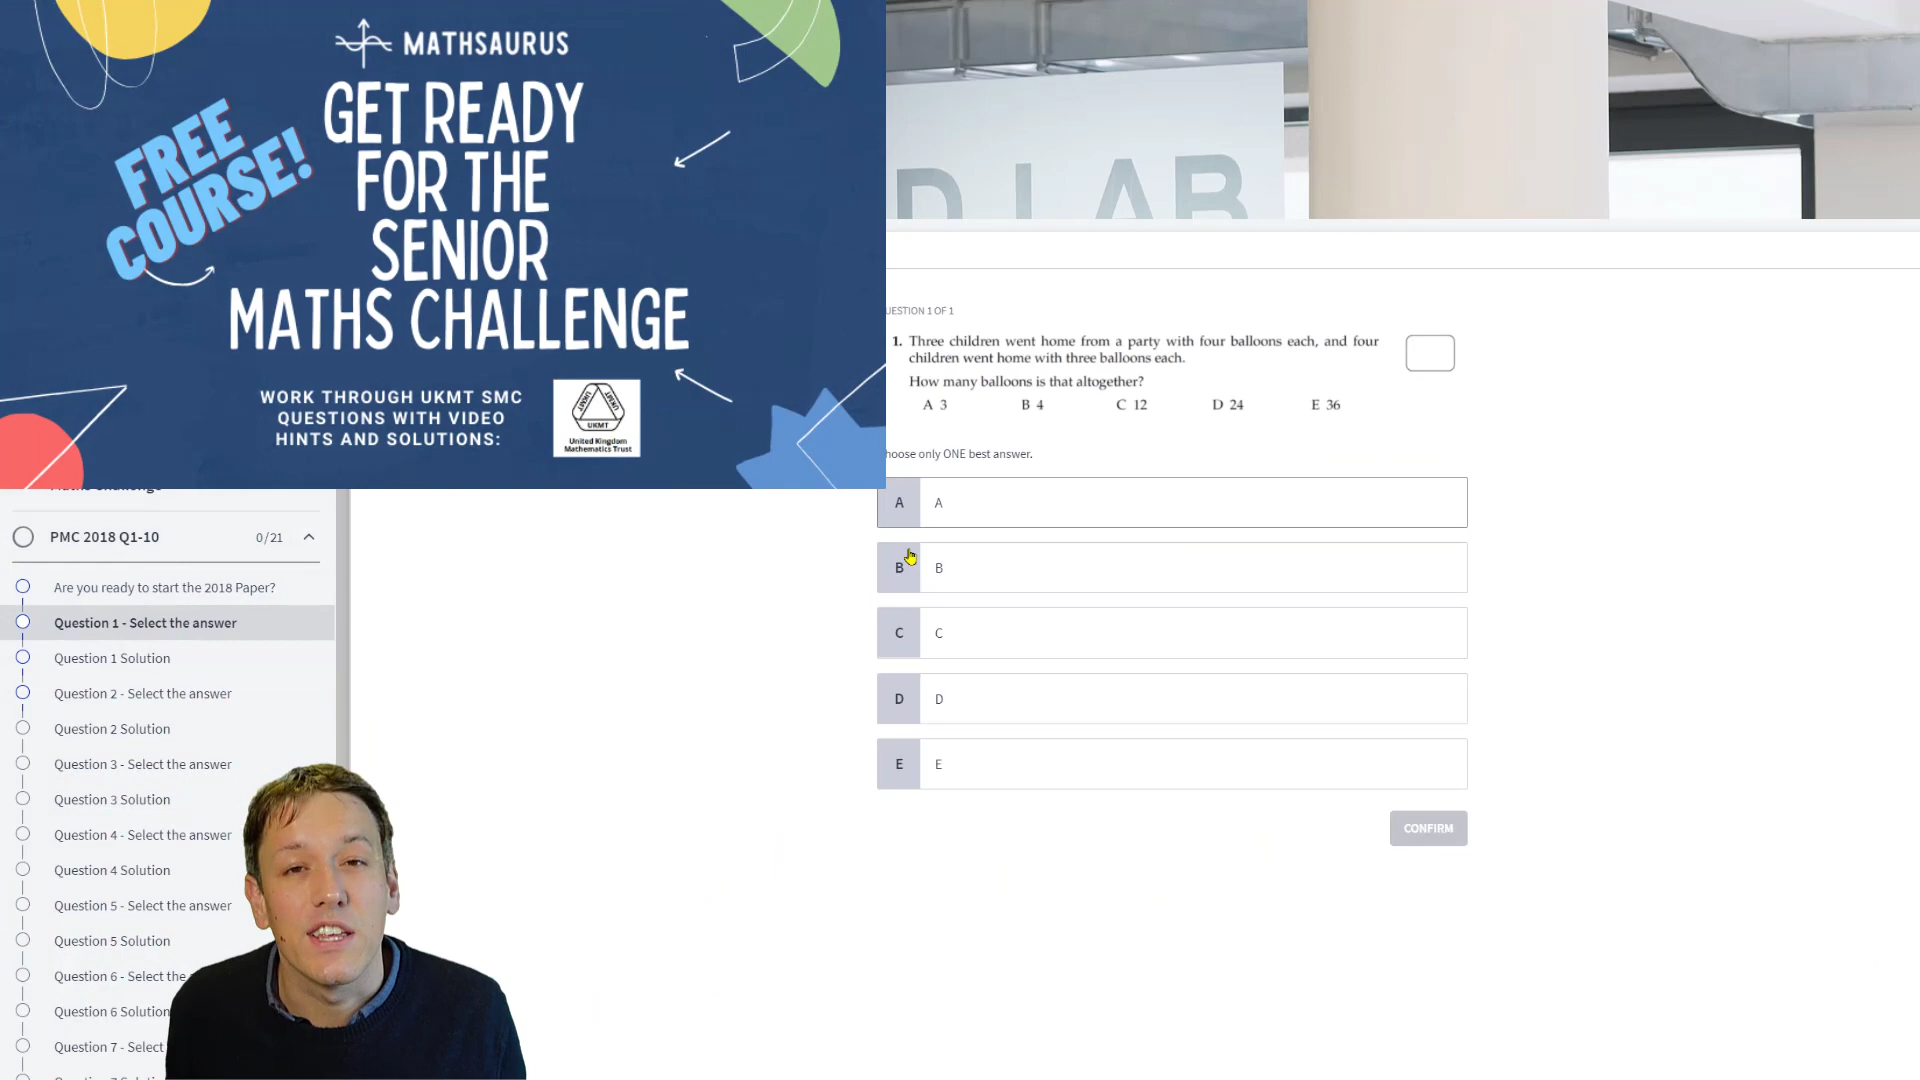 MATHSAURUS
FREE
COURSE!
GET READY
FOR THE
SENIOR
MATHS CHALLENGE
WORK THROUGH UKMT SMC
QUESTIONS WITH VIDEO
HINTS AND SOLUTIONS:
UKMT
UKMT
UKMT
United Kingdom
Mathematics Trust
D LAB
UESTION 1 OF 1
1. Three children went home from a party with four balloons each, and four
children went home with three balloons each.
How many balloons is that altogether?
A 3 B 4 C 12 D 24 E 36
hoose only ONE best answer.
A A
B B
C C
D D
E E
CONFIRM
Maths Challenge
PMC 2018 Q1-10 0/21
Are you ready to start the 2018 Paper?
Question 1 - Select the answer
Question 1 Solution
Question 2 - Select the answer
Question 2 Solution
Question 3 - Select the answer
Question 3 Solution
Question 4 - Select the answer
Question 4 Solution
Question 5 - Select the answer
Question 5 Solution
Question 6 - Select the
Question 6 Solution
Question 7 - Select